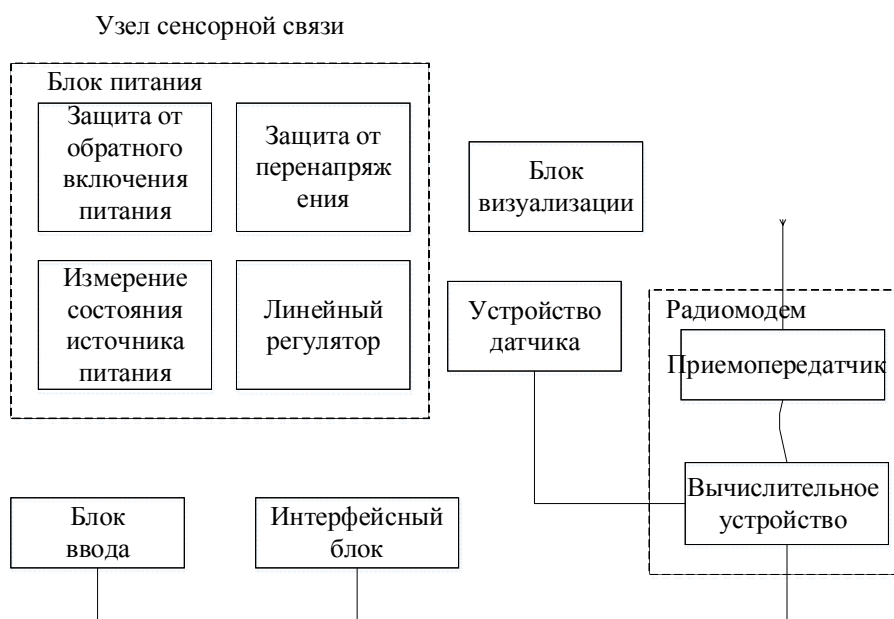 Узел сенсорной связи
Блок питания
Защита от
обратного
включения
питания
Защита от
перенапряж
ения
Измерение
состояния
источника
питания
Линейный
регулятор
Блок
визуализации
Устройство
датчика
Радиомодем
Приемопередатчик
Вычислительное
устройство
Блок
ввода
Интерфейсный
блок